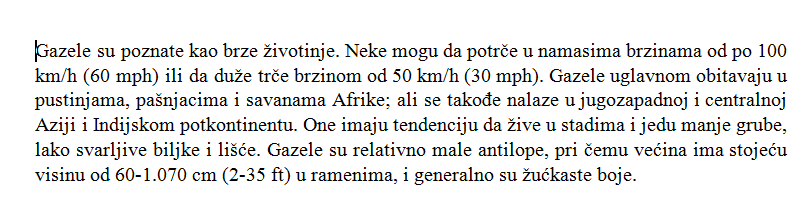 Gazele su poznate kao brze životinje. Neke mogu da potrče u namasima brzinama od po 100
km/h (60 mph) ili da duže trče brzinom od 50 km/h (30 mph). Gazele uglavnom obitavaju u
pustinjama, pašnjacima i savanama Afrike; ali se takođe nalaze u jugozapadnoj i centralnoj
Aziji i Indijskom potkontinentu. One imaju tendenciju da žive u stadima i jedu manje grube,
lako svarljive biljke i lišće. Gazele su relativno male antilope, pri čemu većina ima stojeću
visinu od 60-1.070 cm (2-35 ft) u ramenima, i generalno su žućkaste boje.